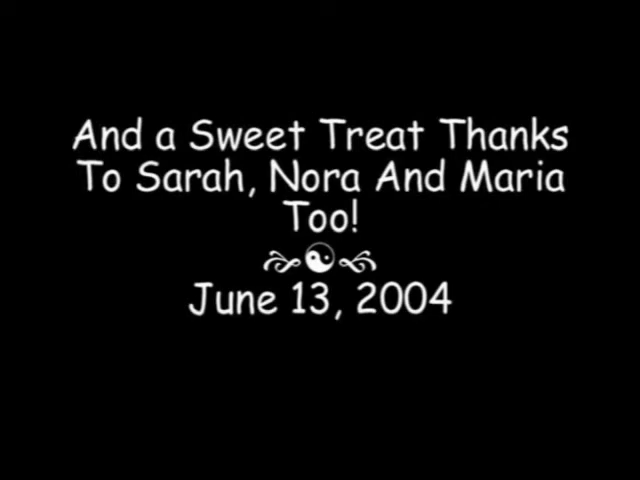 And a Sweet Treat Thanks
To Sarah, Nora And Maria
Too!
June 13, 2004